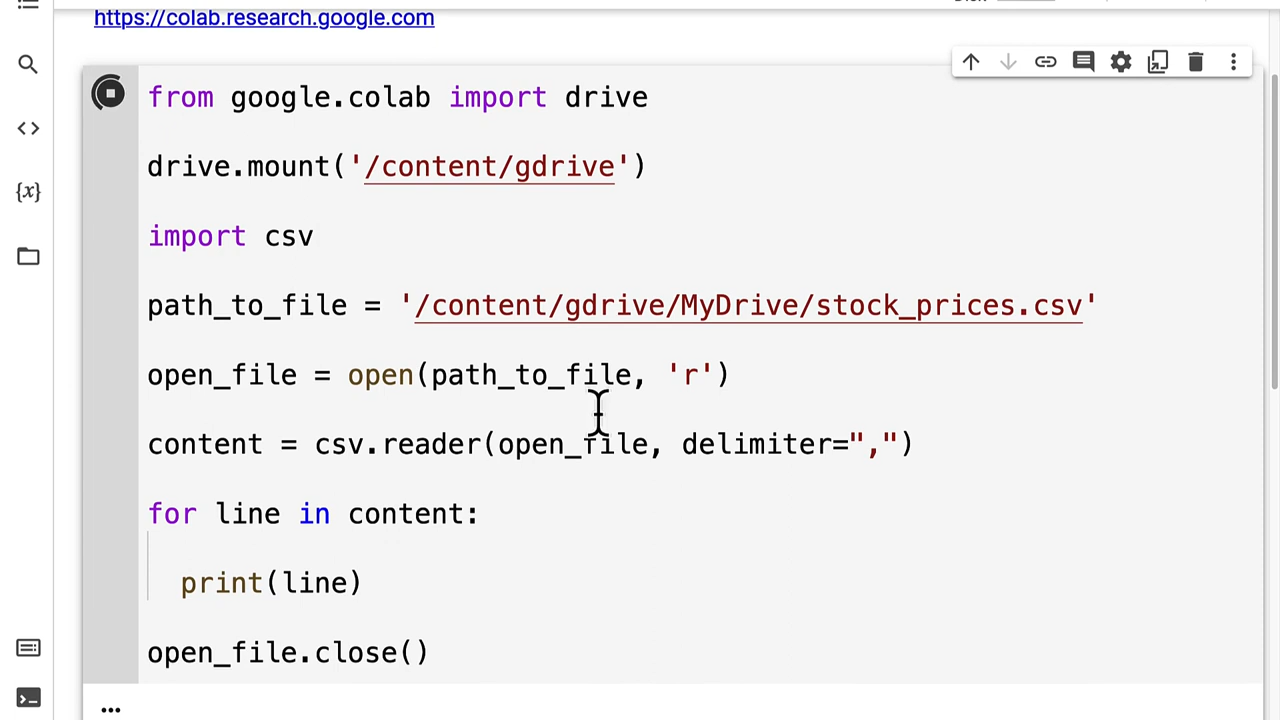 https://colab.research.google.com
from google.colab import drive
drive.mount('/content/gdrive')
import csv
path_to_file = '/content/gdrive/MyDrive/stock_prices.csv'
open_file = open(path_to_file, 'r')
content = csv.reader(open_file, delimiter=",")
for line in content:
print(line)
open_file.close()
...